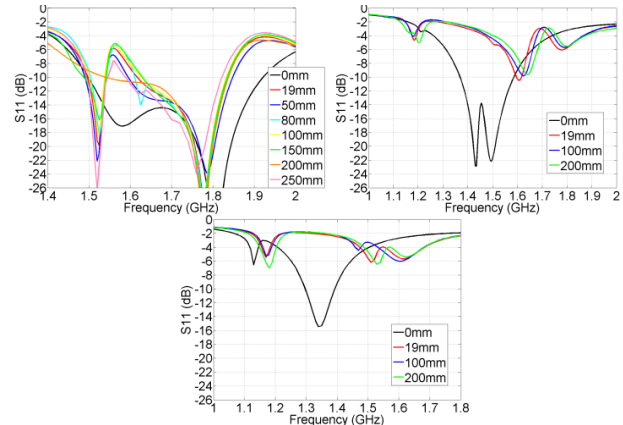 0
-2
-4
-6
-8
-10
-12
-14
-16
-18
-20
-22
-24
-26
S11 (dB)
1.4 1.5 1.6 1.7 1.8 1.9 2
Frequency (GHz)
0mm
19mm
50mm
80mm
100mm
150mm
200mm
250mm
0
-2
-4
-6
-8
-10
-12
-14
-16
-18
-20
-22
-24
-26
S11 (dB)
1 1.1 1.2 1.3 1.4 1.5 1.6 1.7 1.8 1.9 2
Frequency (GHz)
0mm
19mm
100mm
200mm
0
-2
-4
-6
-8
-10
-12
-14
-16
-18
-20
-22
-24
-26
S11 (dB)
1 1.1 1.2 1.3 1.4 1.5 1.6 1.7 1.8
Frequency (GHz)
0mm
19mm
100mm
200mm